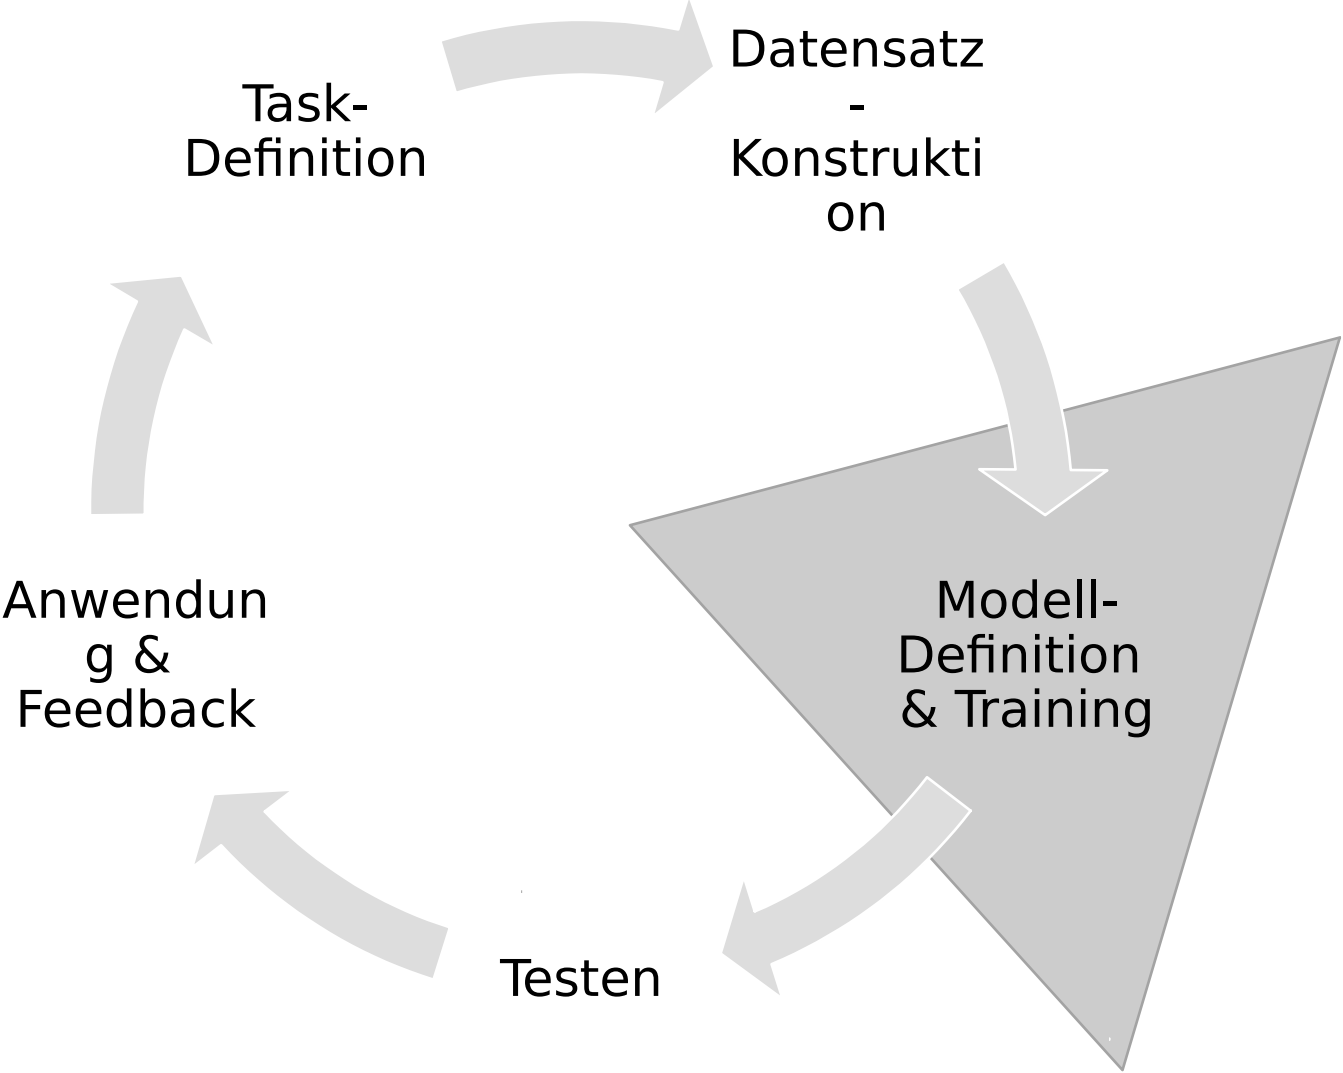 Task-
Definition
Datensatz
-
Konstrukti
on
Modell-
Definition
& Training
Testen
Anwendun
g &
Feedback